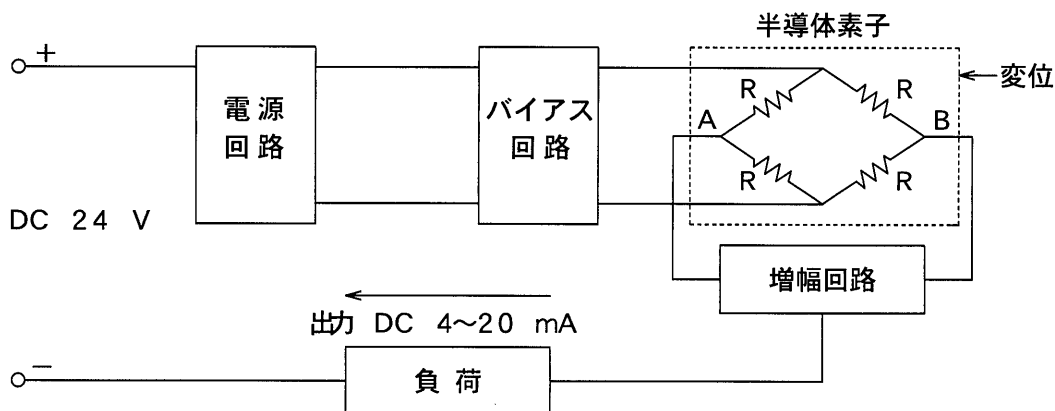 半導体素子
+
電源
回路
バイアス
回路
R
R
←変位
A
B
R
R
DC 24 V
増幅回路
出力 DC 4～20 mA
負荷
−